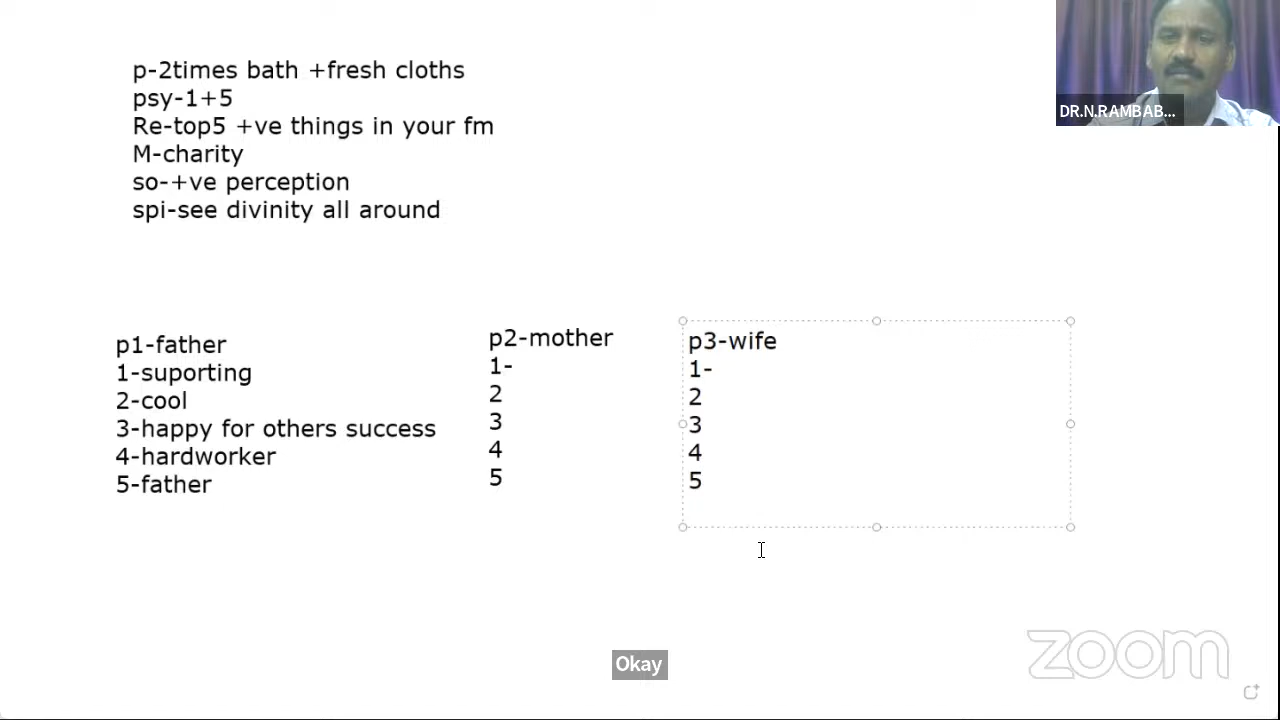 p-2times bath +fresh cloths
psy-1+5
Re-top5 +ve things in your fm
M-charity
so-+ve perception
spi-see divinity all around
DR.N.RAMBAB...
p1-father
1-suporting
2-cool
3-happy for others success
4-hardworker
5-father
p2-mother
1-
2
3
4
5
p3-wife
1-
2
3
4
5
Okay
zoom